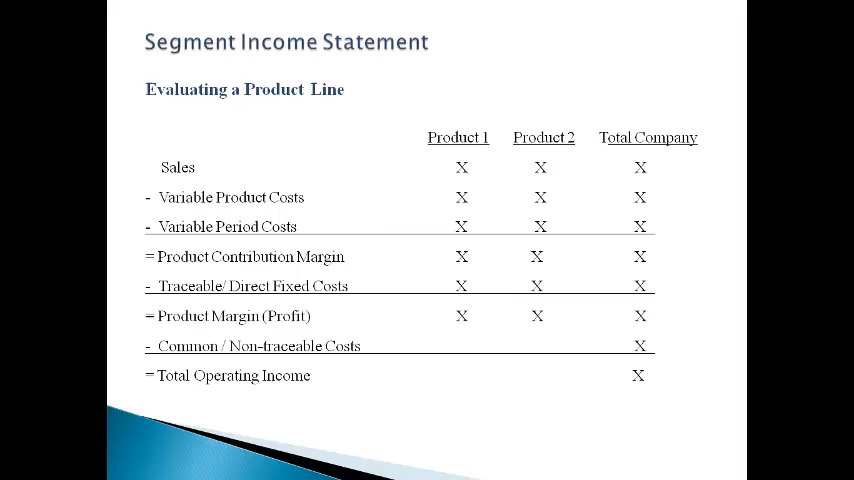 Segment Income Statement
Evaluating a Product Line
Product 1 Product 2 Total Company
Sales X X X
- Variable Product Costs X X X
- Variable Period Costs X X X
= Product Contribution Margin X X X
- Traceable/ Direct Fixed Costs X X X
= Product Margin (Profit) X X X
- Common / Non-traceable Costs X
= Total Operating Income X